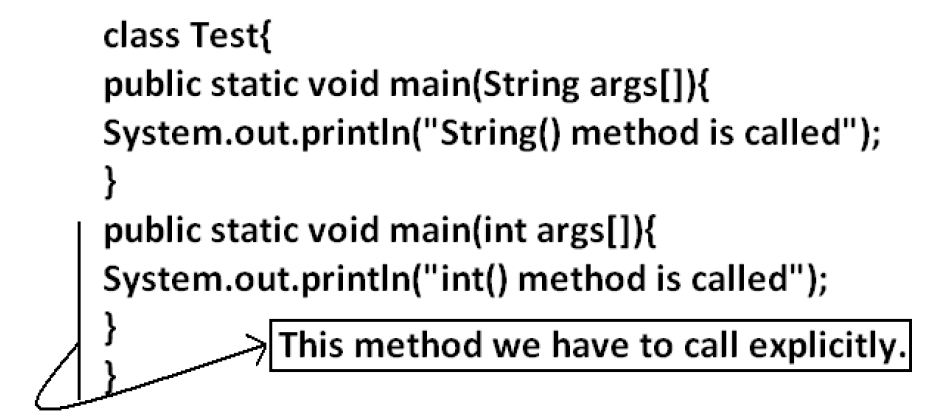 class Test{
public static void main(String args[]){
System.out.println("String() method is called");
}
public static void main(int args[]){
System.out.println("int() method is called");
}
This method we have to call explicitly.
}